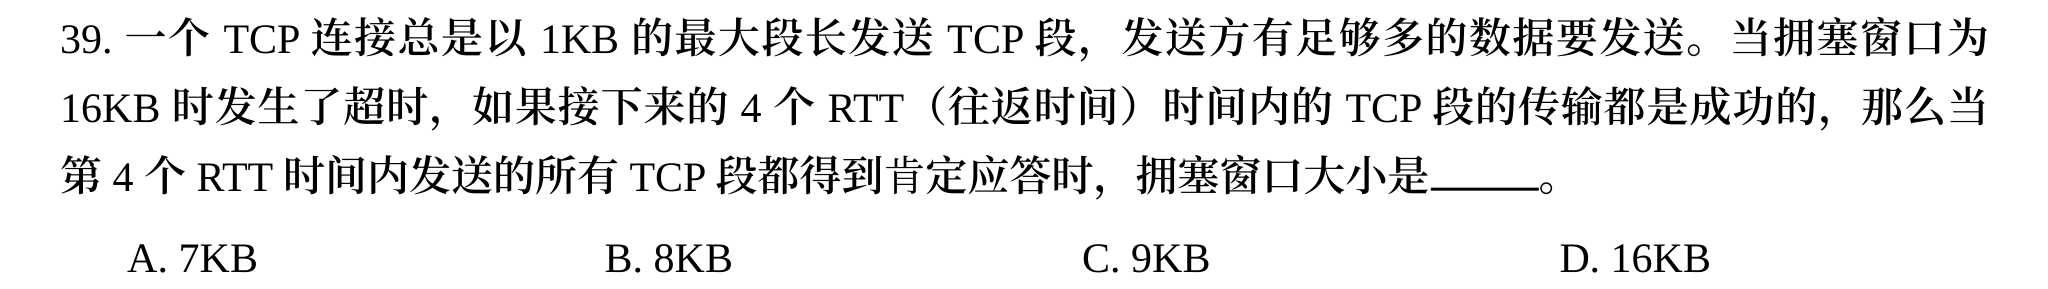 39. 一个 TCP 连接总是以 1KB 的最大段长发送 TCP 段，发送方有足够多的数据要发送。当拥塞窗口为
16KB 时发生了超时，如果接下来的 4 个 RTT（往返时间）时间内的 TCP 段的传输都是成功的，那么当
第 4 个 RTT 时间内发送的所有 TCP 段都得到肯定应答时，拥塞窗口大小是_____。
A. 7KB B. 8KB C. 9KB D. 16KB